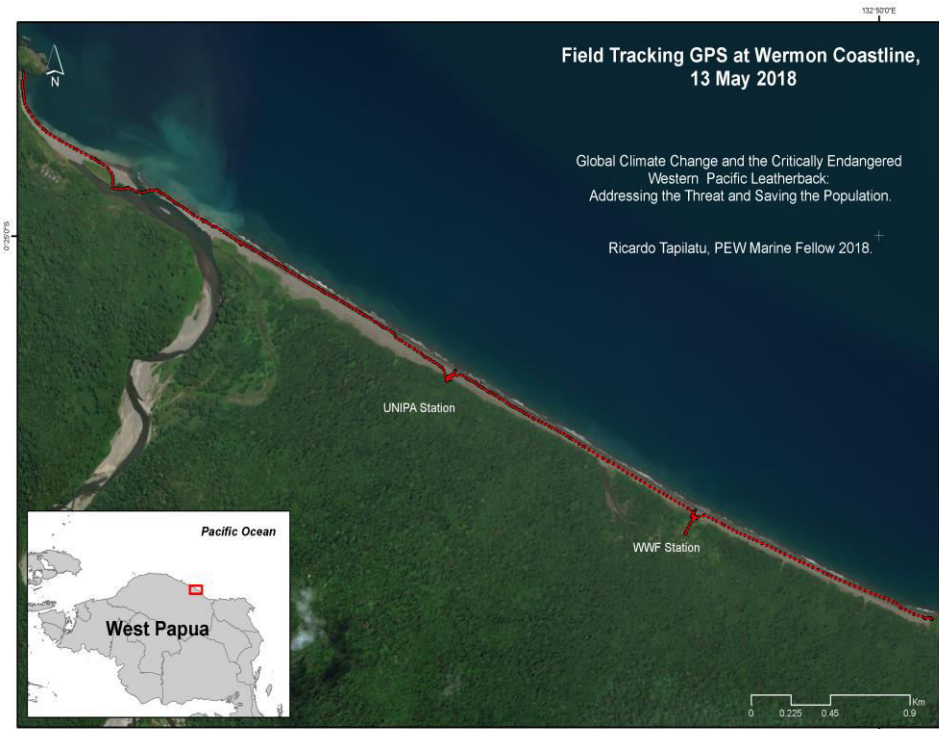 132°50'0"E
Field Tracking GPS at Wermon Coastline,
13 May 2018
N
Global Climate Change and the Critically Endangered
Western Pacific Leatherback:
Addressing the Threat and Saving the Population.
0°25'0"S
Ricardo Tapilatu, PEW Marine Fellow 2018.
UNIPA Station
WWF Station
Pacific Ocean
West Papua
Km
0 0.225 0.45 0.9